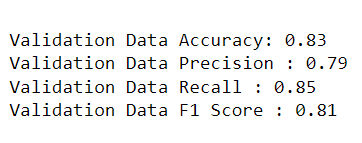 Validation Data Accuracy: 0.83
Validation Data Precision : 0.79
Validation Data Recall : 0.85
Validation Data F1 Score : 0.81